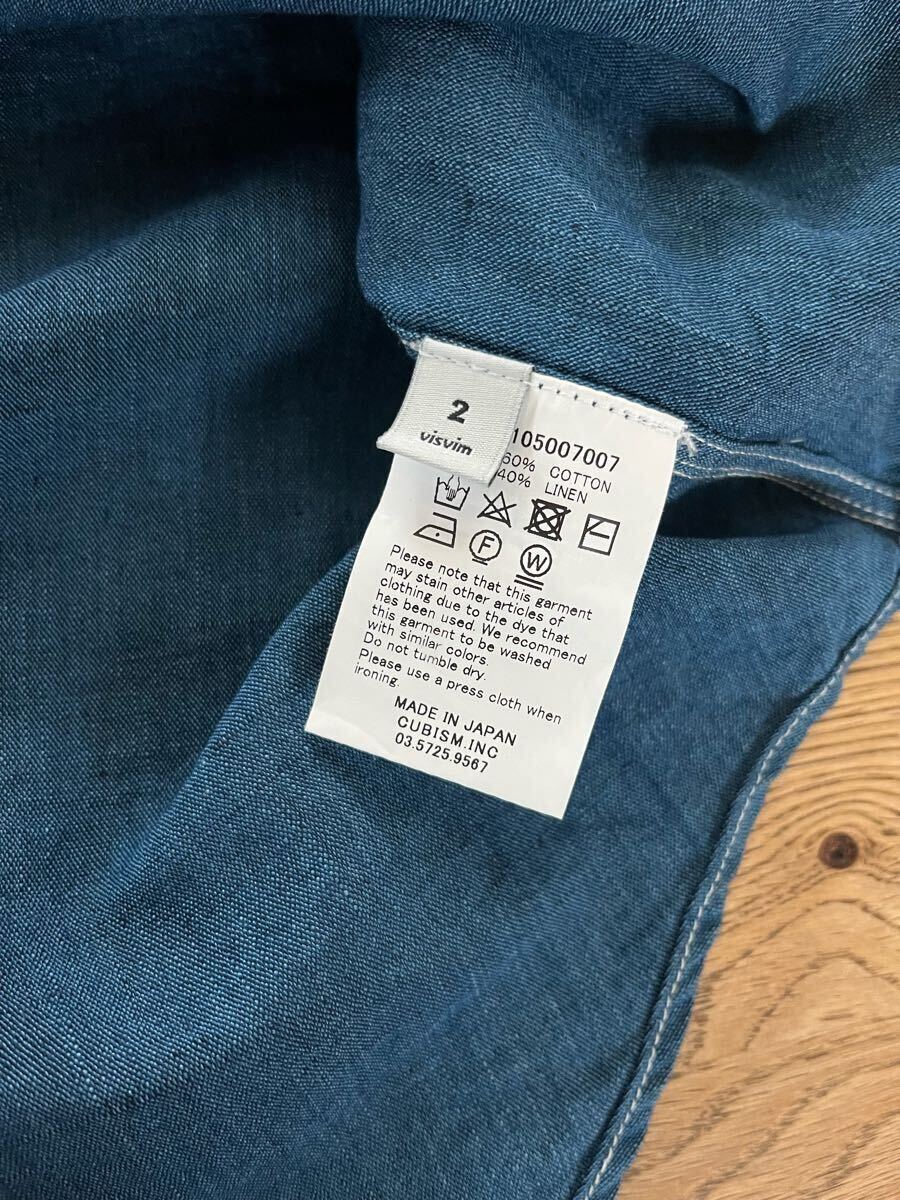 2
visvim
105007007
60% COTTON
40% LINEN
F
W
Please note that this garment
may stain other articles of
clothing due to the dye that
has been used. We recommend
this garment to be washed
with similar colors.
Do not tumble dry.
Please use a press cloth when
ironing.
MADE IN JAPAN
CUBISM.INC
03.5725.9567